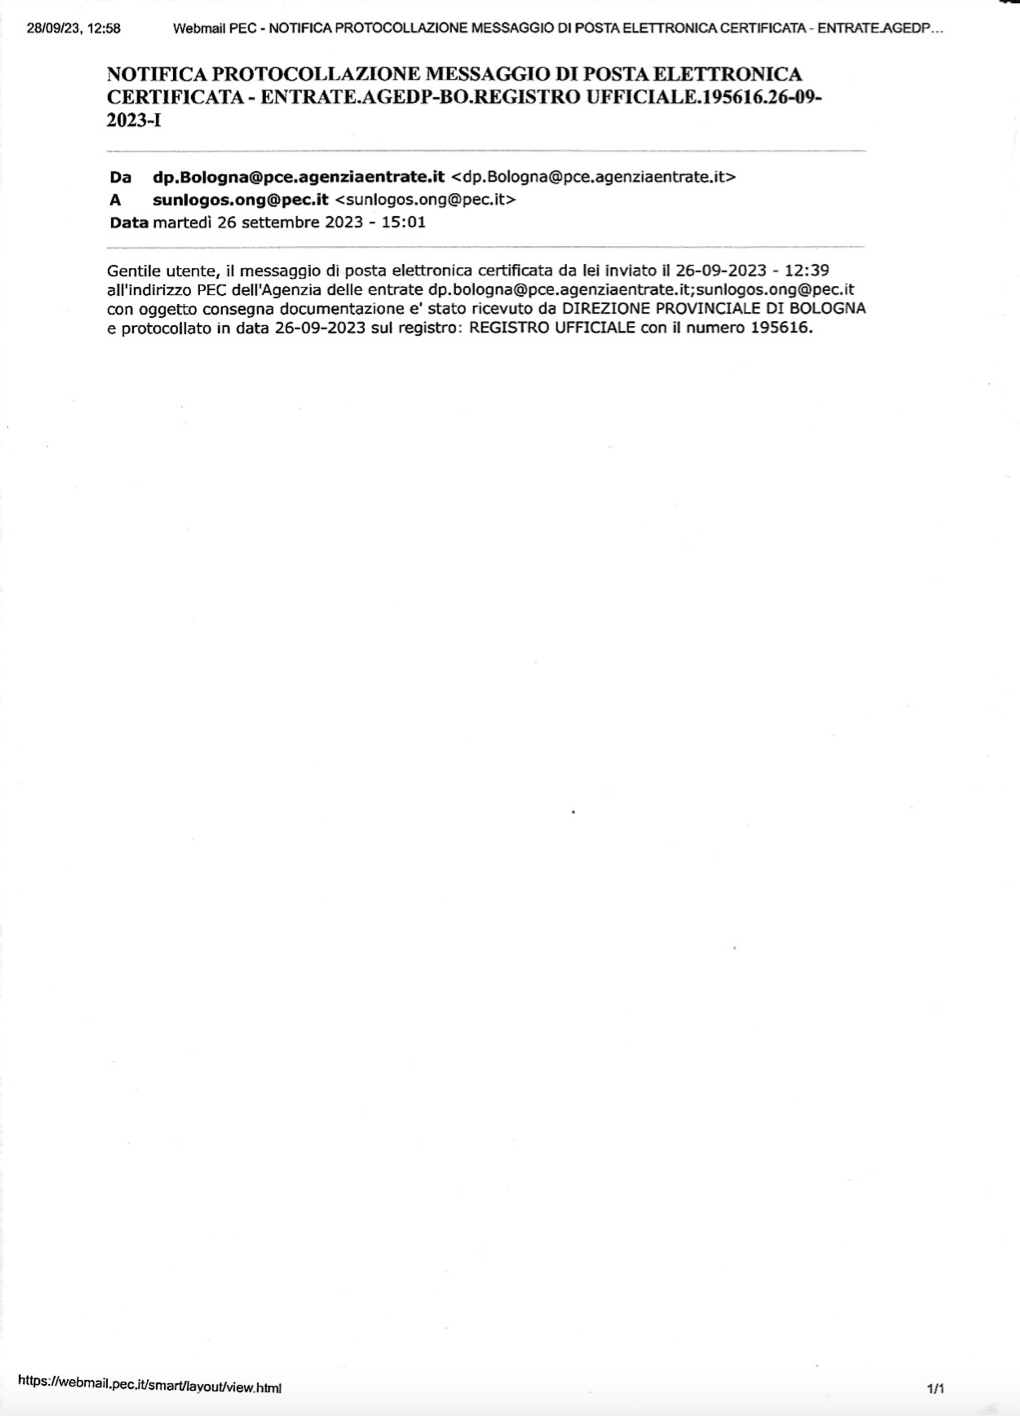 28/09/23, 12:58 Webmail PEC - NOTIFICA PROTOCOLLAZIONE MESSAGGIO DI POSTA ELETTRONICA CERTIFICATA - ENTRATE.AGEDP...
NOTIFICA PROTOCOLLAZIONE MESSAGGIO DI POSTA ELETTRONICA
CERTIFICATA - ENTRATE.AGEDP-BO.REGISTRO UFFICIALE.195616.26-09-
2023-I
Da dp.Bologna@pce.agenziaentrate.it <dp.Bologna@pce.agenziaentrate.it>
A sunlogos.ong@pec.it <sunlogos.ong@pec.it>
Data martedì 26 settembre 2023 - 15:01
Gentile utente, il messaggio di posta elettronica certificata da lei inviato il 26-09-2023 - 12:39
all'indirizzo PEC dell'Agenzia delle entrate dp.bologna@pce.agenziaentrate.it;sunlogos.ong@pec.it
con oggetto consegna documentazione e' stato ricevuto da DIREZIONE PROVINCIALE DI BOLOGNA
e protocollato in data 26-09-2023 sul registro: REGISTRO UFFICIALE con il numero 195616.
https://webmail.pec.it/smart/layout/view.html 1/1